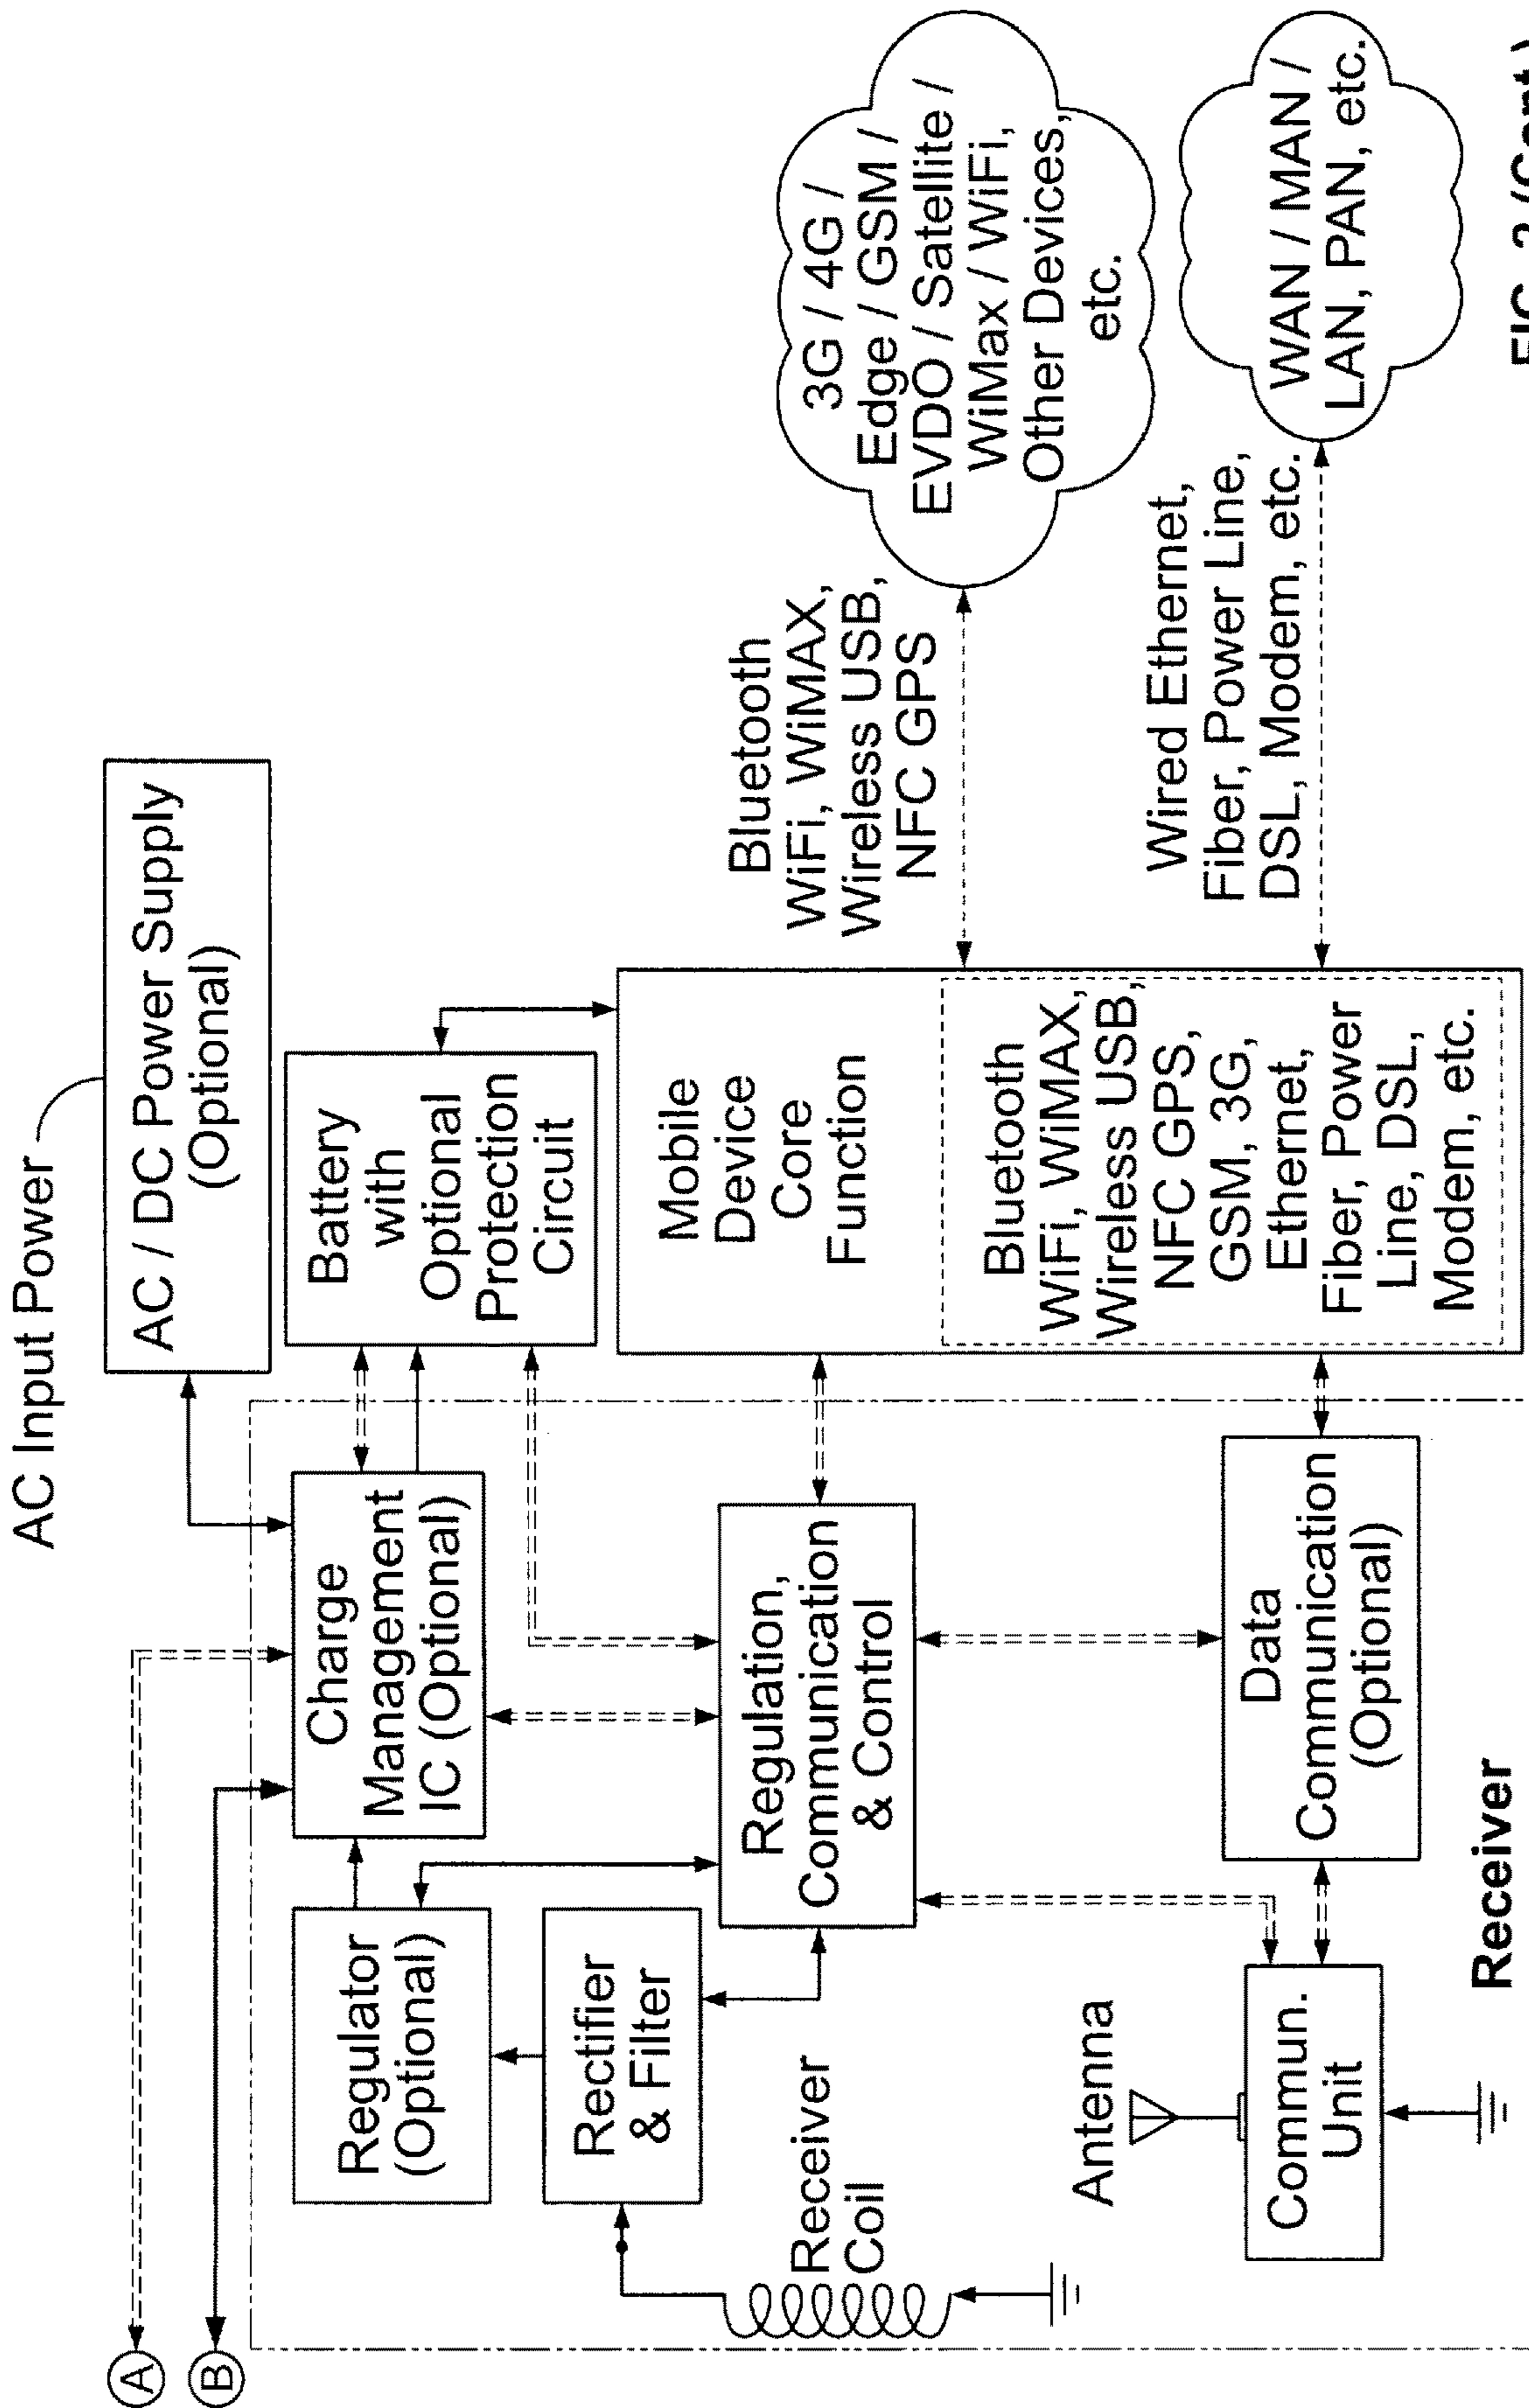 AC Input Power
AC / DC Power Supply
(Optional)
A
B
Regulator
(Optional)
Charge
Management
IC (Optional)
Battery
with
Optional
Protection
Circuit
Rectifier
& Filter
Receiver
Coil
Regulation,
Communication
& Control
Mobile
Device
Core
Function
Bluetooth
WiFi, WiMAX,
Wireless USB,
NFC GPS
3G / 4G /
Edge / GSM /
EVDO / Satellite /
WiMax / WiFi,
Other Devices,
etc.
Bluetooth
WiFi, WiMAX,
Wireless USB,
NFC GPS,
GSM, 3G,
Ethernet,
Fiber, Power
Line, DSL,
Modem, etc.
Wired Ethernet,
Fiber, Power Line,
DSL, Modem, etc.
WAN / MAN /
LAN, PAN, etc.
Antenna
Commun.
Unit
Data
Communication
(Optional)
Receiver